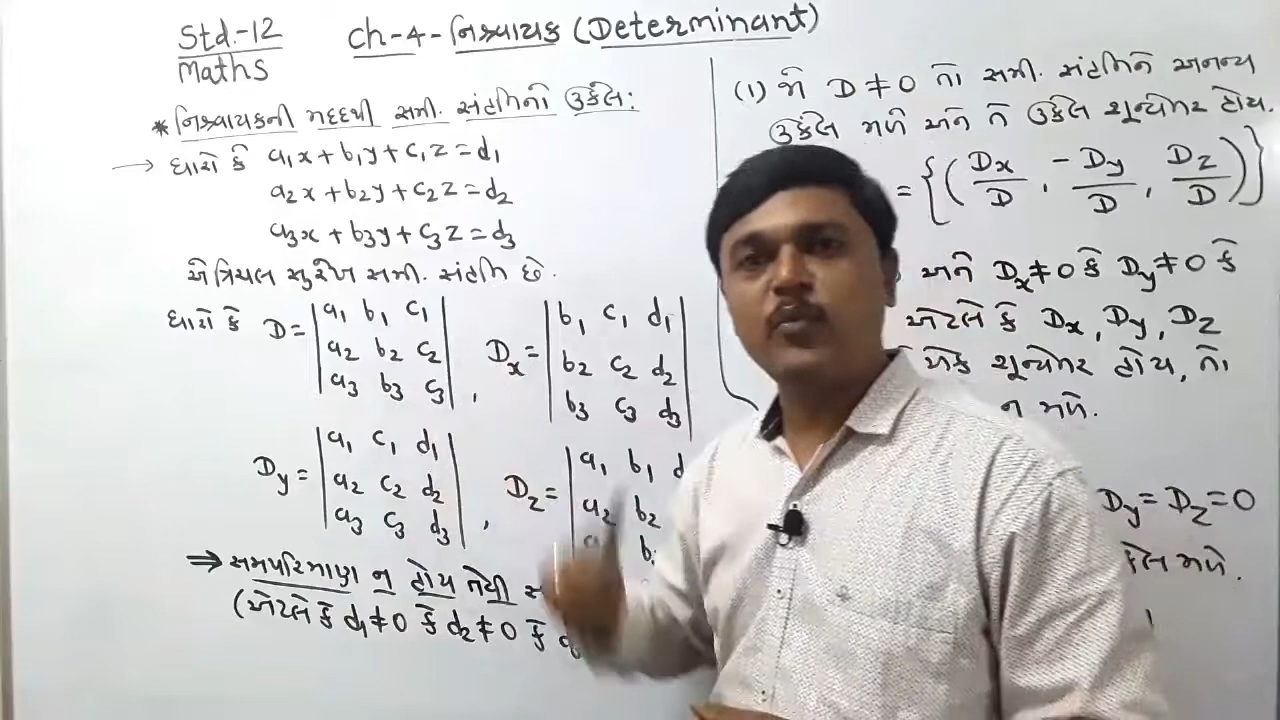 Std.-12
Maths
Ch-4-નિશ્ચાયક (Determinant)
* નિશ્ચાયકની મદદથી સમી. સંહતિનો ઉકેલ:
→ ધારો કે a₁x + b₁y + c₁z = d₁
a₂x + b₂y + c₂z = d₂
a₃x + b₃y + c₃z = d₃
એ ત્રિચલ સુરેખ સમી. સંહતિ છે.
ધારો કે D = | a₁ b₁ c₁ | , Dx = | b₁ c₁ d₁ |
| a₂ b₂ c₂ | | b₂ c₂ d₂ |
| a₃ b₃ c₃ | | b₃ c₃ d₃ |
Dy = | a₁ c₁ d₁ | , Dz = | a₁ b₁ d
| a₂ c₂ d₂ | | a₂ b₂
| a₃ c₃ d₃ |
⇒ સમપરિમાણ ન હોય તેવી
(એટલે કે d₁ ≠ 0 કે d₂ ≠ 0 કે
(1) જો D ≠ 0 તો સમી. સંહતિને અનન્ય
ઉકેલ મળે અને તે ઉકેલ શૂન્યેતર હોય.
= {(Dx/D, -Dy/D, Dz/D)}
અને Dx ≠ 0 કે Dy ≠ 0 કે
એટલે કે Dx, Dy, Dz
શૂન્યેતર હોય, તો
ન મળે.
Dy = Dz = 0
મળે.